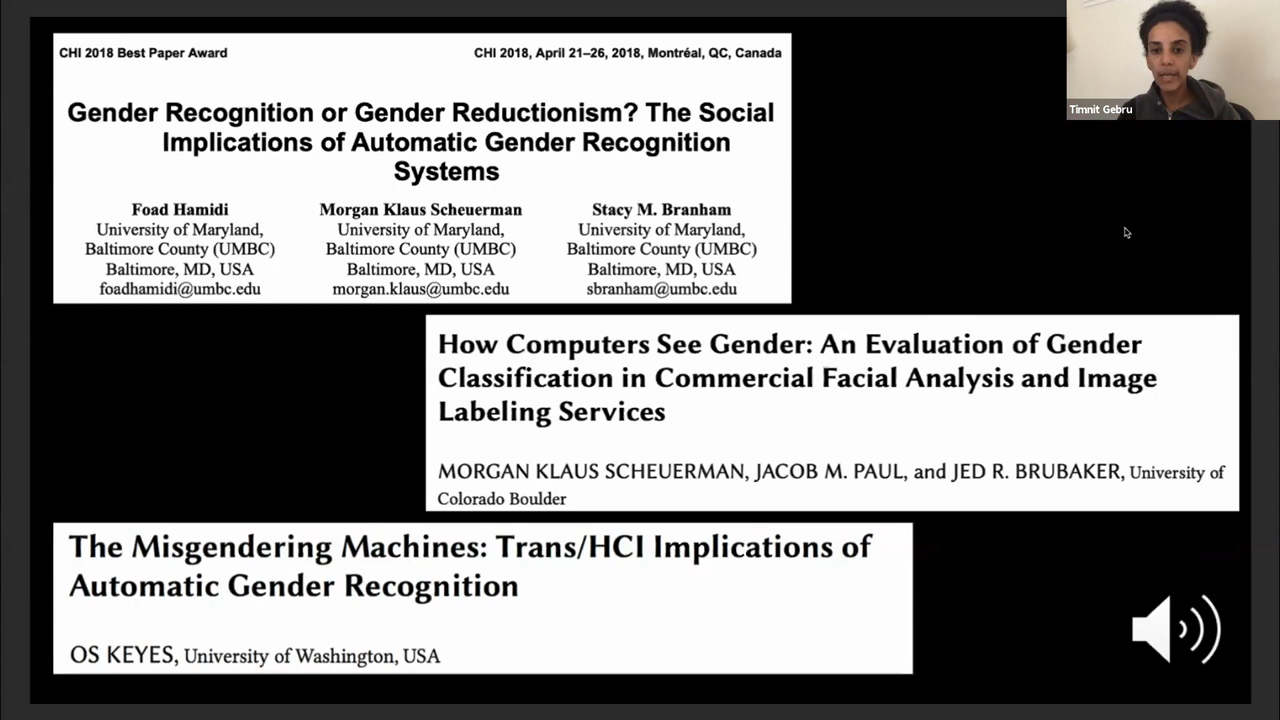 CHI 2018 Best Paper Award
CHI 2018, April 21–26, 2018, Montréal, QC, Canada
Gender Recognition or Gender Reductionism? The Social
Implications of Automatic Gender Recognition
Systems
Foad Hamidi
University of Maryland,
Baltimore County (UMBC)
Baltimore, MD, USA
foadhamidi@umbc.edu
Morgan Klaus Scheuerman
University of Maryland,
Baltimore County (UMBC)
Baltimore, MD, USA
morgan.klaus@umbc.edu
Stacy M. Branham
University of Maryland,
Baltimore County (UMBC)
Baltimore, MD, USA
sbranham@umbc.edu
Timnit Gebru
How Computers See Gender: An Evaluation of Gender
Classification in Commercial Facial Analysis and Image
Labeling Services
MORGAN KLAUS SCHEUERMAN, JACOB M. PAUL, and JED R. BRUBAKER, University of
Colorado Boulder
The Misgendering Machines: Trans/HCI Implications of
Automatic Gender Recognition
OS KEYES, University of Washington, USA